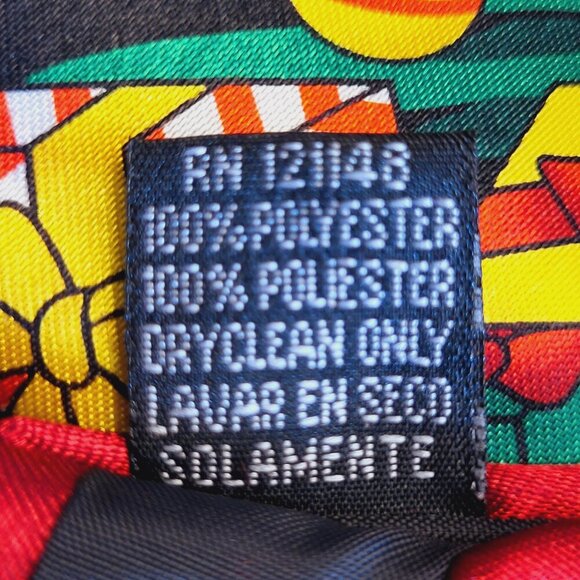 RN 121148
100% POLYESTER
100% POLIESTER
DRYCLEAN ONLY
LAVAR EN SECO
SOLAMENTE